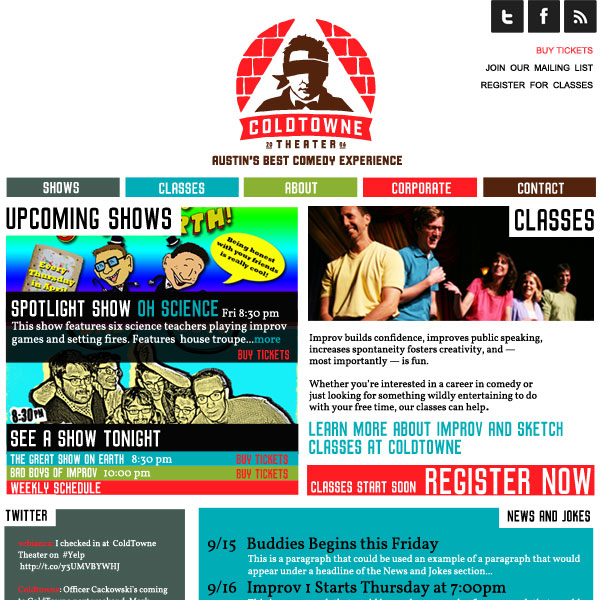 BUY TICKETS
JOIN OUR MAILING LIST
REGISTER FOR CLASSES
COLDTOWNE
20 THEATER 06
AUSTIN'S BEST COMEDY EXPERIENCE
SHOWS
CLASSES
ABOUT
CORPORATE
CONTACT
UPCOMING SHOWS
Every
Thursday
in April
Being honest
with your friends
is really cool!
SPOTLIGHT SHOW OH SCIENCE Fri 8:30 pm
This show features six science teachers playing improv
games and setting fires. Features house troupe...more
BUY TICKETS
8:30 PM
SEE A SHOW TONIGHT
THE GREAT SHOW ON EARTH 8:30 pm BUY TICKETS
BAD BOYS OF IMPROV 10:00 pm BUY TICKETS
WEEKLY SCHEDULE
CLASSES
Improv builds confidence, improves public speaking,
increases spontaneity fosters creativity, and —
most importantly — is fun.
Whether you're interested in a career in comedy or
just looking for something wildly entertaining to do
with your free time, our classes can help.
LEARN MORE ABOUT IMPROV AND SKETCH
CLASSES AT COLDTOWNE
CLASSES START SOON REGISTER NOW
TWITTER
I checked in at ColdTowne
Theater on #Yelp
http://t.co/y5UMVBYWHJ
Coldtowne: Officer Cackowski's coming
NEWS AND JOKES
9/15 Buddies Begins this Friday
This is a paragraph that could be used an example of a paragraph that would
appear under a headline of the News and Jokes section...
9/16 Improv 1 Starts Thursday at 7:00pm